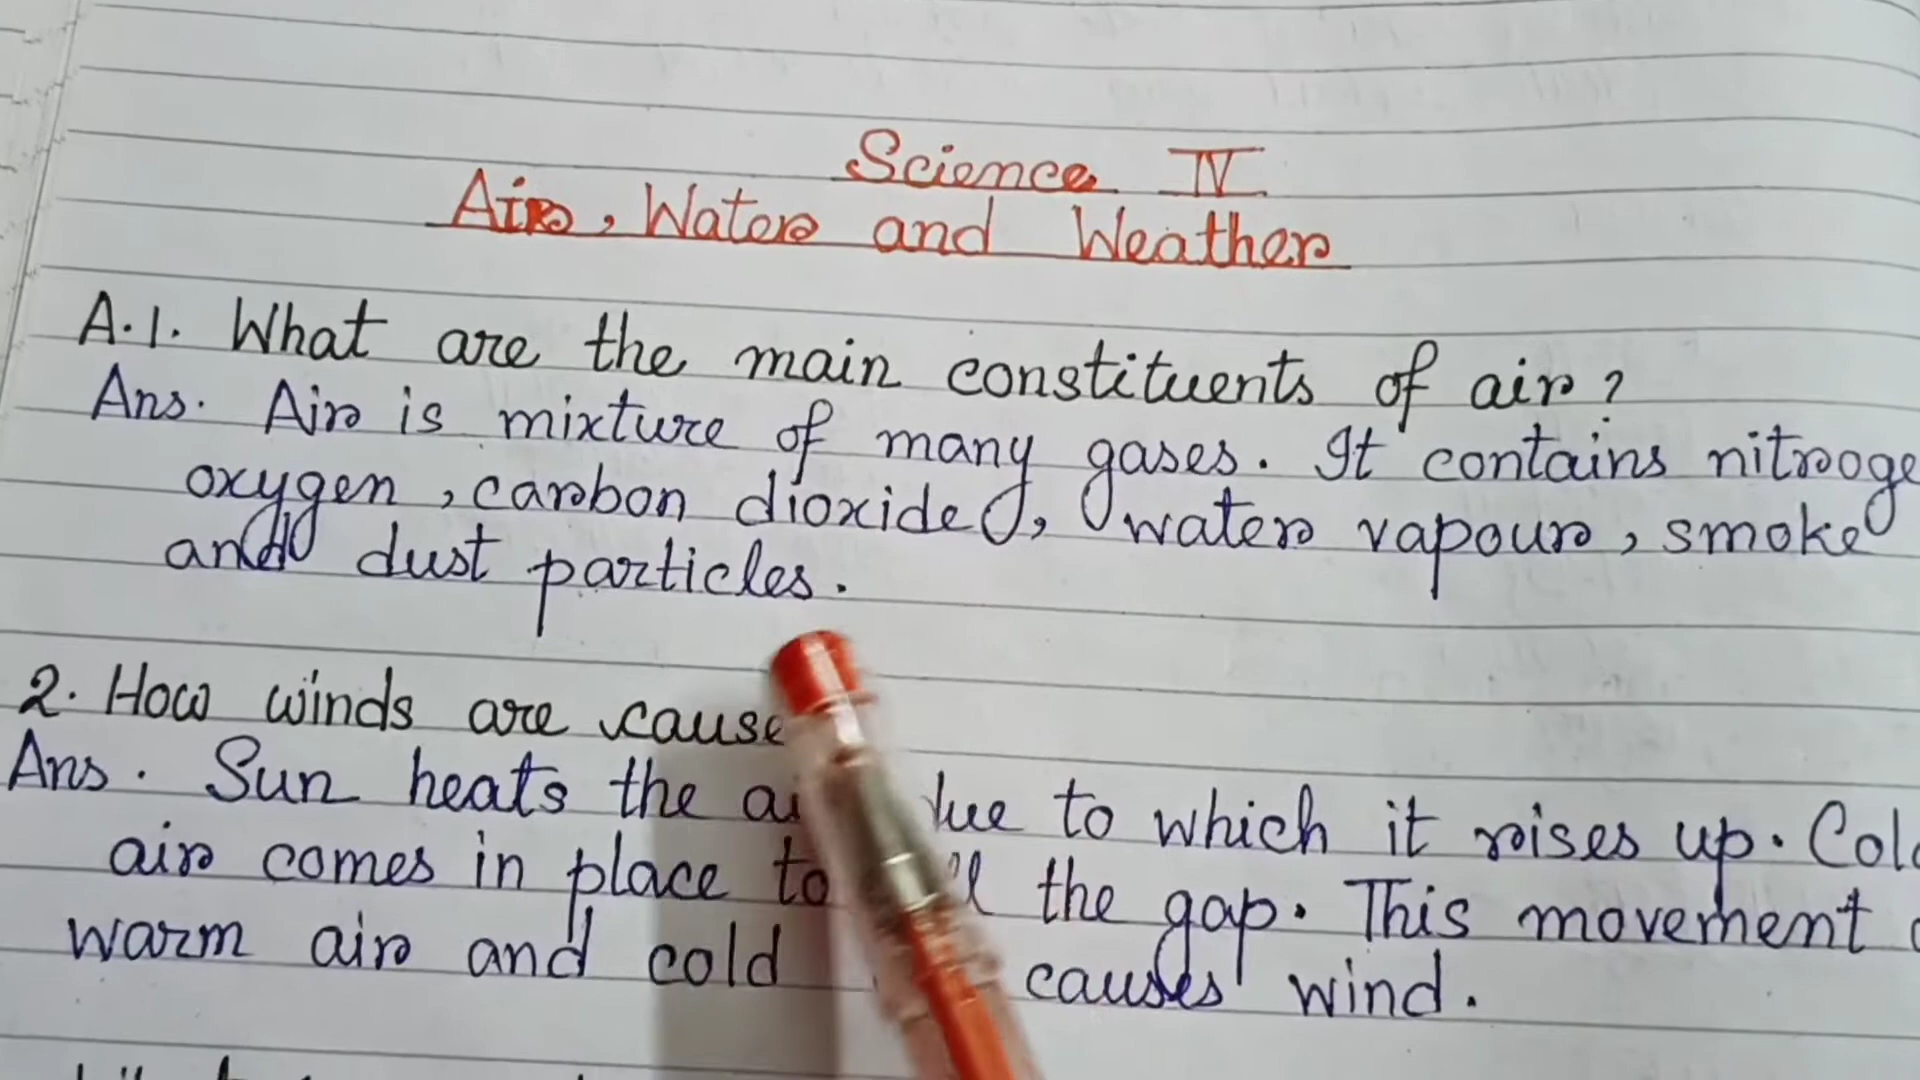 Science IV
Air, Water and Weather
A.1. What are the main constituents of air?
Ans. Air is mixture of many gases. It contains nitroge
oxygen, carbon dioxide, water vapour, smoke
and dust particles.
2. How winds are cause
Ans. Sun heats the due to which it rises up. Col
air comes in place to the gap. This movement
warm air and cold causes wind.